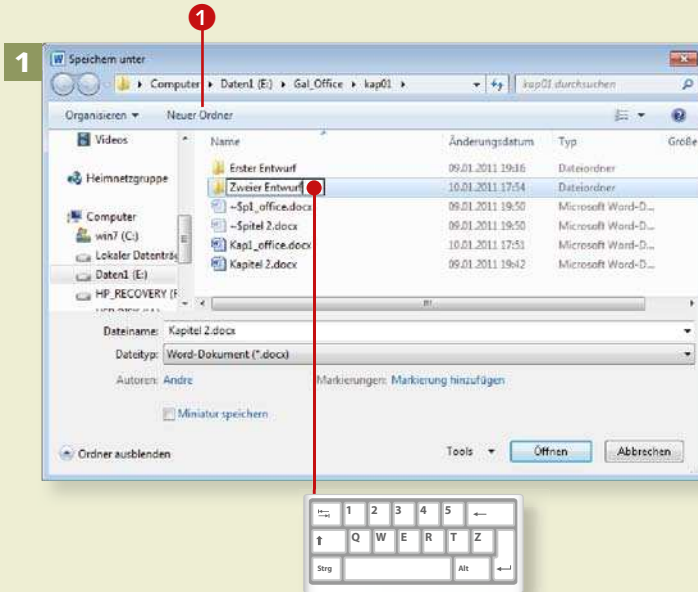 1
1
Speichern unter
Computer Daten1 (E:) Gal_Office kap01 kap01 durchsuchen
Organisieren Neuer Ordner
Name Änderungsdatum Typ Größe
Videos
Heimnetzgruppe
Computer
win7 (C:)
Lokaler Datenträ
Daten1 (E:)
HP_RECOVERY (F
Erster Entwurf 09.01.2011 19:16 Dateiordner
Zweier Entwurf 10.01.2011 17:54 Dateiordner
~$p1_office.docx 09.01.2011 19:50 Microsoft Word-D...
~$pitel 2.docx 09.01.2011 19:50 Microsoft Word-D...
Kap1_office.docx 10.01.2011 17:51 Microsoft Word-D...
Kapitel 2.docx 09.01.2011 19:42 Microsoft Word-D...
Dateiname: Kapitel 2.docx
Dateityp: Word-Dokument (*.docx)
Autoren: Andre Markierungen: Markierung hinzufügen
Miniatur speichern
Ordner ausblenden Tools Öffnen Abbrechen
1 2 3 4 5
Q W E R T Z
Strg Alt